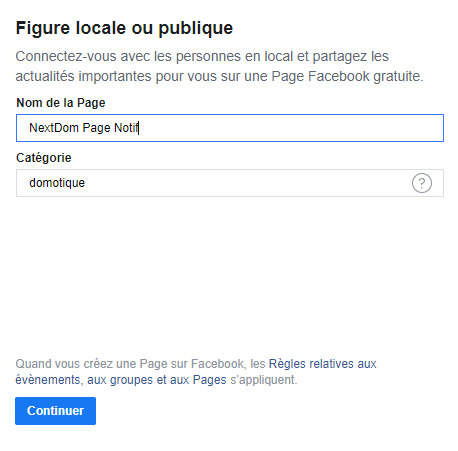 Figure locale ou publique
Connectez-vous avec les personnes en local et partagez les
actualités importantes pour vous sur une Page Facebook gratuite.
Nom de la Page
NextDom Page Notif
Catégorie
domotique
?
Quand vous créez une Page sur Facebook, les Règles relatives aux
évènements, aux groupes et aux Pages s'appliquent.
Continuer